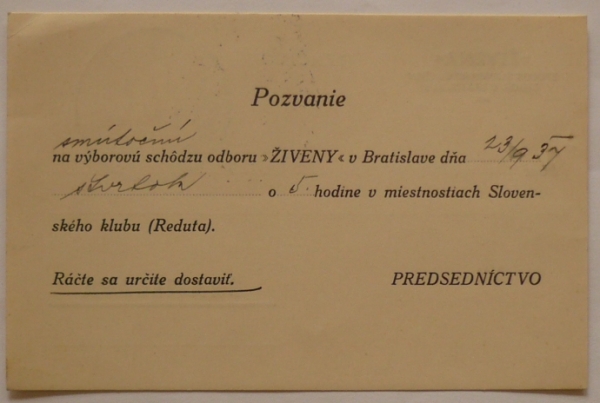 Pozvanie
smútočnú
na výborovú schôdzu odboru »ŽIVENY« v Bratislave dňa 23/9 37
štvrtok o 5. hodine v miestnostiach Sloven-
ského klubu (Reduta).
Ráčte sa určite dostaviť. PREDSEDNÍCTVO